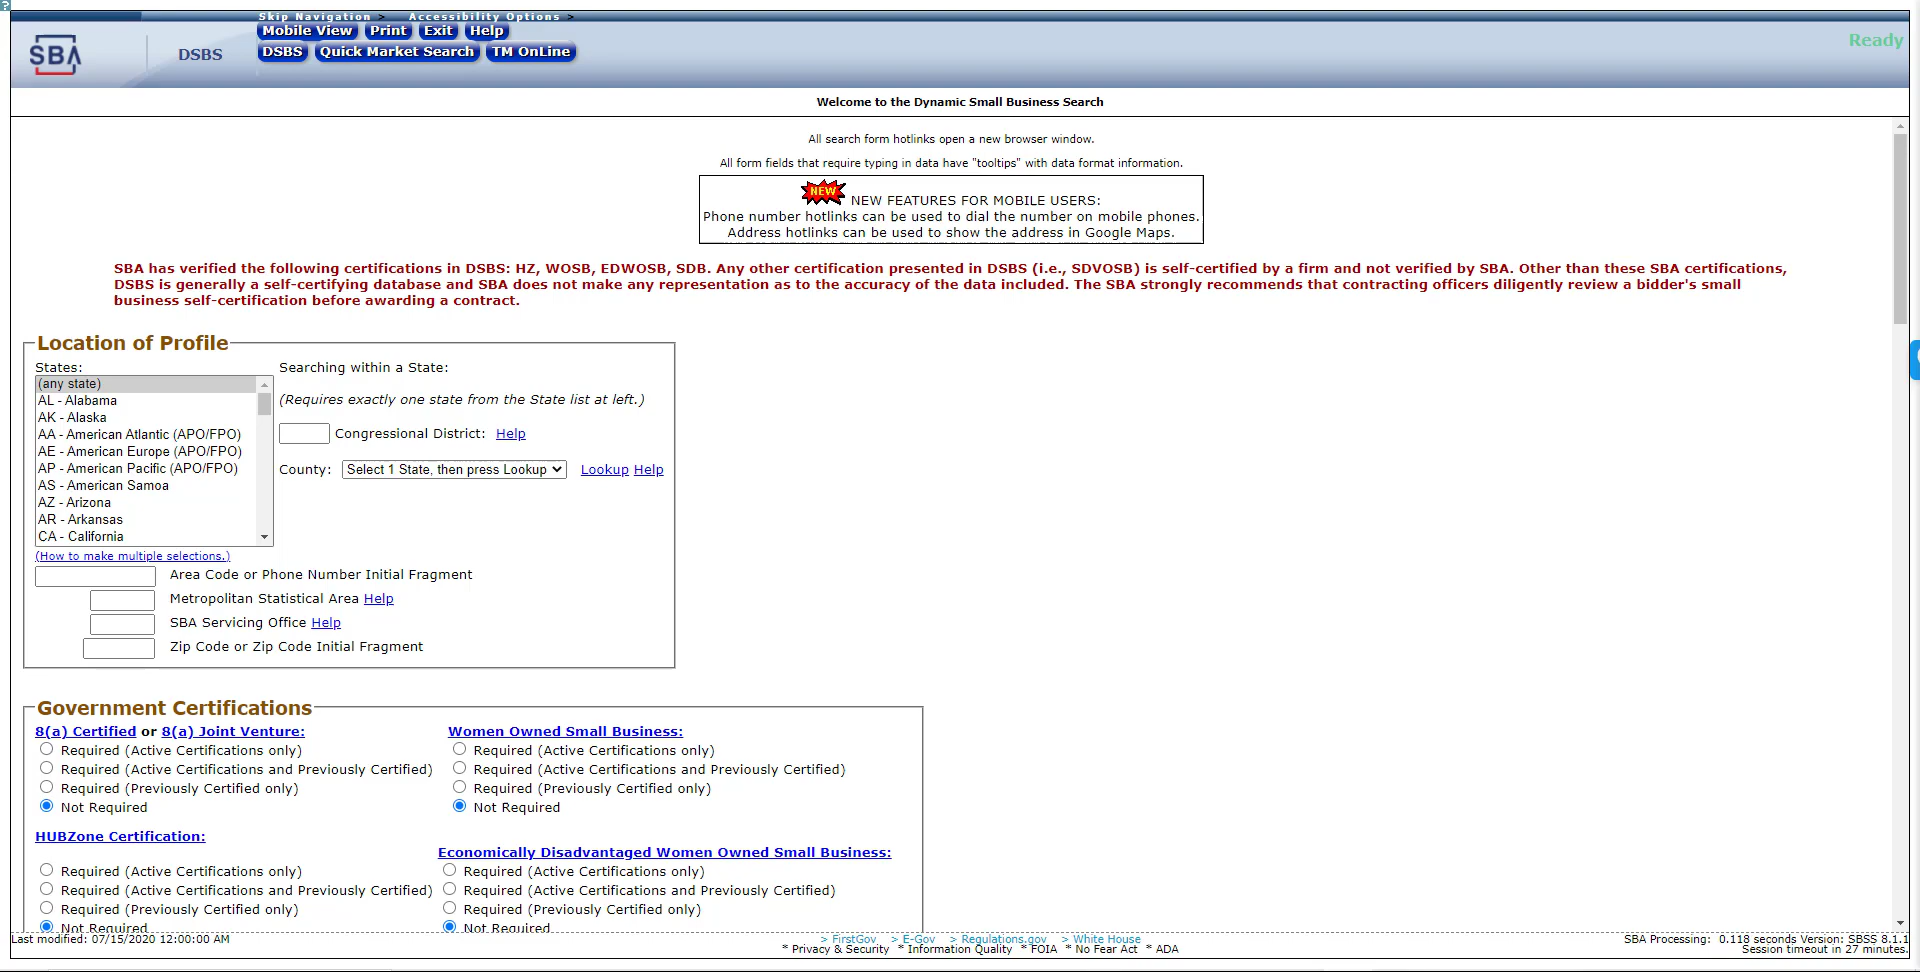 ?
Skip Navigation > Accessibility Options >
Mobile View Print Exit Help
SBA DSBS DSBS Quick Market Search TM OnLine
Ready
Welcome to the Dynamic Small Business Search
All search form hotlinks open a new browser window.
All form fields that require typing in data have "tooltips" with data format information.
NEW NEW FEATURES FOR MOBILE USERS:
Phone number hotlinks can be used to dial the number on mobile phones.
Address hotlinks can be used to show the address in Google Maps.
SBA has verified the following certifications in DSBS: HZ, WOSB, EDWOSB, SDB. Any other certification presented in DSBS (i.e., SDVOSB) is self-certified by a firm and not verified by SBA. Other than these SBA certifications,
DSBS is generally a self-certifying database and SBA does not make any representation as to the accuracy of the data included. The SBA strongly recommends that contracting officers diligently review a bidder's small
business self-certification before awarding a contract.
Location of Profile
States:
(any state)
AL - Alabama
AK - Alaska
AA - American Atlantic (APO/FPO)
AE - American Europe (APO/FPO)
AP - American Pacific (APO/FPO)
AS - American Samoa
AZ - Arizona
AR - Arkansas
CA - California
(How to make multiple selections.)
Searching within a State:
(Requires exactly one state from the State list at left.)
Congressional District: Help
County: Select 1 State, then press Lookup Lookup Help
Area Code or Phone Number Initial Fragment
Metropolitan Statistical Area Help
SBA Servicing Office Help
Zip Code or Zip Code Initial Fragment
Government Certifications
8(a) Certified or 8(a) Joint Venture:
Required (Active Certifications only)
Required (Active Certifications and Previously Certified)
Required (Previously Certified only)
Not Required
Women Owned Small Business:
Required (Active Certifications only)
Required (Active Certifications and Previously Certified)
Required (Previously Certified only)
Not Required
HUBZone Certification:
Required (Active Certifications only)
Required (Active Certifications and Previously Certified)
Required (Previously Certified only)
Not Required
Economically Disadvantaged Women Owned Small Business:
Required (Active Certifications only)
Required (Active Certifications and Previously Certified)
Required (Previously Certified only)
Not Required
Last modified: 07/15/2020 12:00:00 AM
> FirstGov > E-Gov > Regulations.gov > White House
* Privacy & Security * Information Quality * FOIA * No Fear Act * ADA
SBA Processing: 0.118 seconds Version: SBSS 8.1.1
Session timeout in 27 minutes.